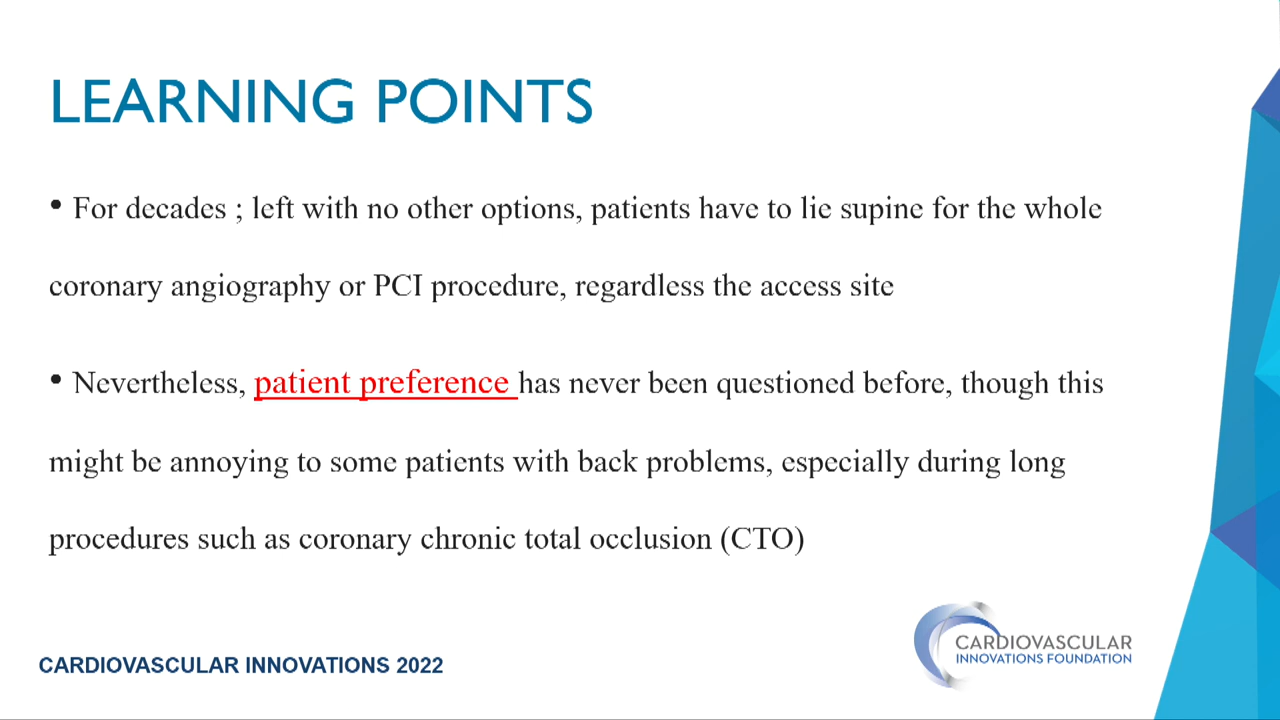 LEARNING POINTS
• For decades ; left with no other options, patients have to lie supine for the whole
coronary angiography or PCI procedure, regardless the access site
• Nevertheless, patient preference has never been questioned before, though this
might be annoying to some patients with back problems, especially during long
procedures such as coronary chronic total occlusion (CTO)
CARDIOVASCULAR
INNOVATIONS FOUNDATION
CARDIOVASCULAR INNOVATIONS 2022